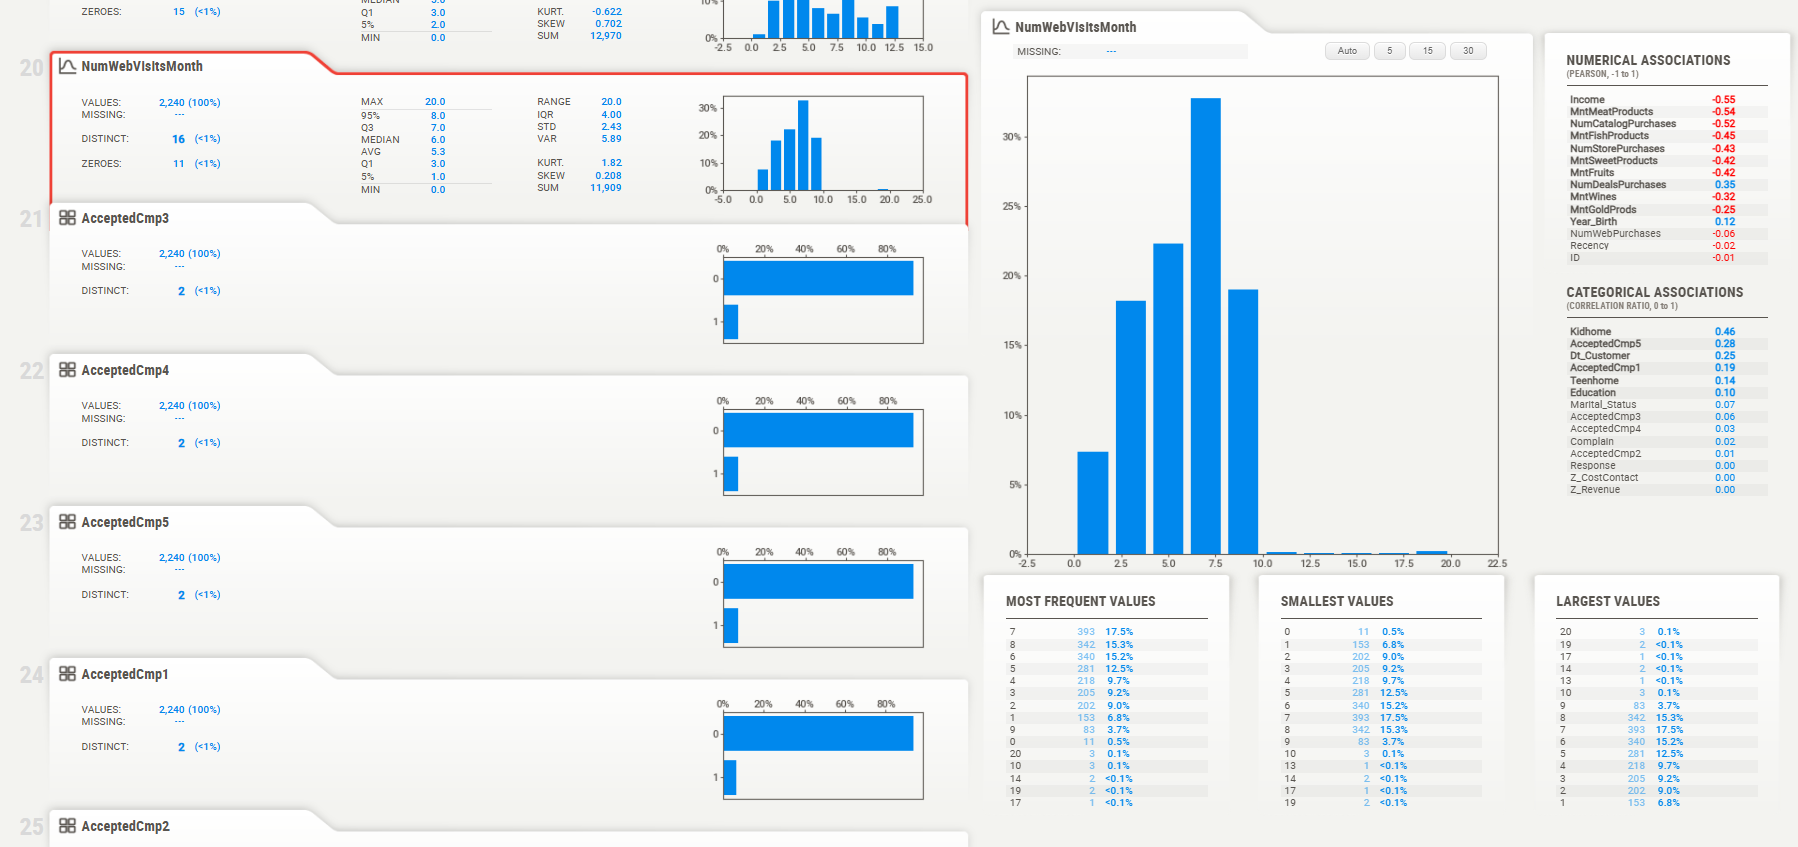 ZEROES: 15 (<1%)
Q1 3.0
5% 2.0
MIN 0.0
KURT. -0.622
SKEW 0.702
SUM 12,970
10%
0%
-2.5 0.0 2.5 5.0 7.5 10.0 12.5 15.0
20
NumWebVisitsMonth
VALUES: 2,240 (100%)
MISSING: ---
DISTINCT: 16 (<1%)
ZEROES: 11 (<1%)
MAX 20.0
95% 8.0
Q3 7.0
MEDIAN 6.0
AVG 5.3
Q1 3.0
5% 1.0
MIN 0.0
RANGE 20.0
IQR 4.00
STD 2.43
VAR 5.89
KURT. 1.82
SKEW 0.208
SUM 11,909
30%
20%
10%
0%
-5.0 0.0 5.0 10.0 15.0 20.0 25.0
21
AcceptedCmp3
VALUES: 2,240 (100%)
MISSING: ---
DISTINCT: 2 (<1%)
0% 20% 40% 60% 80%
0
1
22
AcceptedCmp4
VALUES: 2,240 (100%)
MISSING: ---
DISTINCT: 2 (<1%)
0% 20% 40% 60% 80%
0
1
23
AcceptedCmp5
VALUES: 2,240 (100%)
MISSING: ---
DISTINCT: 2 (<1%)
0% 20% 40% 60% 80%
0
1
24
AcceptedCmp1
VALUES: 2,240 (100%)
MISSING: ---
DISTINCT: 2 (<1%)
0% 20% 40% 60% 80%
0
1
25
AcceptedCmp2
NumWebVisitsMonth
MISSING: ---
Auto 5 15 30
30%
25%
20%
15%
10%
5%
0%
-2.5 0.0 2.5 5.0 7.5 10.0 12.5 15.0 17.5 20.0 22.5
NUMERICAL ASSOCIATIONS
(PEARSON, -1 to 1)
Income -0.55
MntMeatProducts -0.54
NumCatalogPurchases -0.52
MntFishProducts -0.45
NumStorePurchases -0.43
MntSweetProducts -0.42
MntFruits -0.42
NumDealsPurchases 0.35
MntWines -0.32
MntGoldProds -0.25
Year_Birth 0.12
NumWebPurchases -0.06
Recency -0.02
ID -0.01
CATEGORICAL ASSOCIATIONS
(CORRELATION RATIO, 0 to 1)
Kidhome 0.46
AcceptedCmp5 0.28
Dt_Customer 0.25
AcceptedCmp1 0.19
Teenhome 0.14
Education 0.10
Marital_Status 0.07
AcceptedCmp3 0.06
AcceptedCmp4 0.03
Complain 0.02
AcceptedCmp2 0.01
Response 0.00
Z_CostContact 0.00
Z_Revenue 0.00
MOST FREQUENT VALUES
7 393 17.5%
8 342 15.3%
6 340 15.2%
5 281 12.5%
4 218 9.7%
3 205 9.2%
2 202 9.0%
1 153 6.8%
9 83 3.7%
0 11 0.5%
20 3 0.1%
10 3 0.1%
14 2 <0.1%
19 2 <0.1%
17 1 <0.1%
SMALLEST VALUES
0 11 0.5%
1 153 6.8%
2 202 9.0%
3 205 9.2%
4 218 9.7%
5 281 12.5%
6 340 15.2%
7 393 17.5%
8 342 15.3%
9 83 3.7%
10 3 0.1%
13 1 <0.1%
14 2 <0.1%
17 1 <0.1%
19 2 <0.1%
LARGEST VALUES
20 3 0.1%
19 2 <0.1%
17 1 <0.1%
14 2 <0.1%
13 1 <0.1%
10 3 0.1%
9 83 3.7%
8 342 15.3%
7 393 17.5%
6 340 15.2%
5 281 12.5%
4 218 9.7%
3 205 9.2%
2 202 9.0%
1 153 6.8%